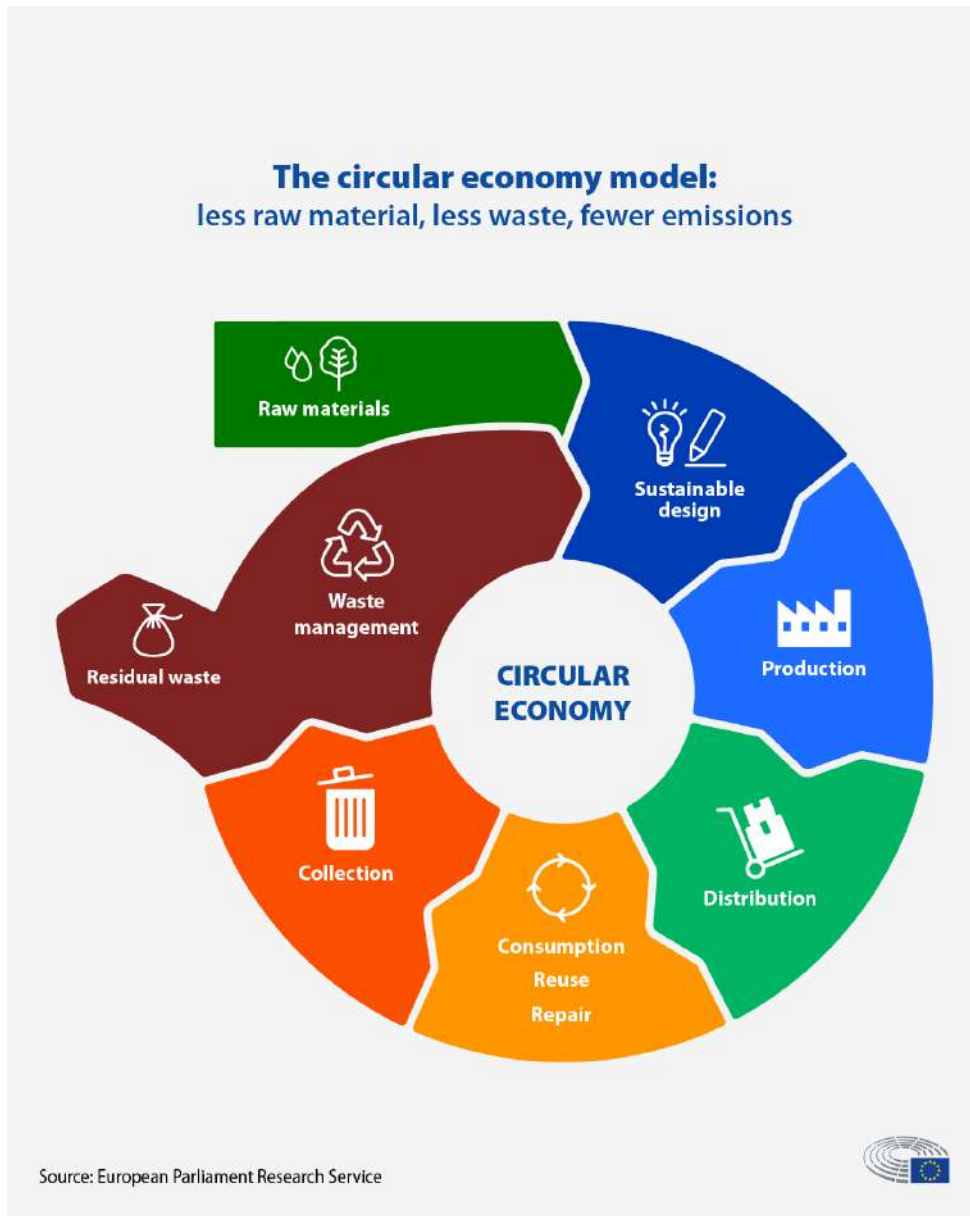 The circular economy model:
less raw material, less waste, fewer emissions
Raw materials
Sustainable
design
Production
Distribution
Consumption
Reuse
Repair
Collection
Waste
management
Residual waste
CIRCULAR
ECONOMY
Source: European Parliament Research Service